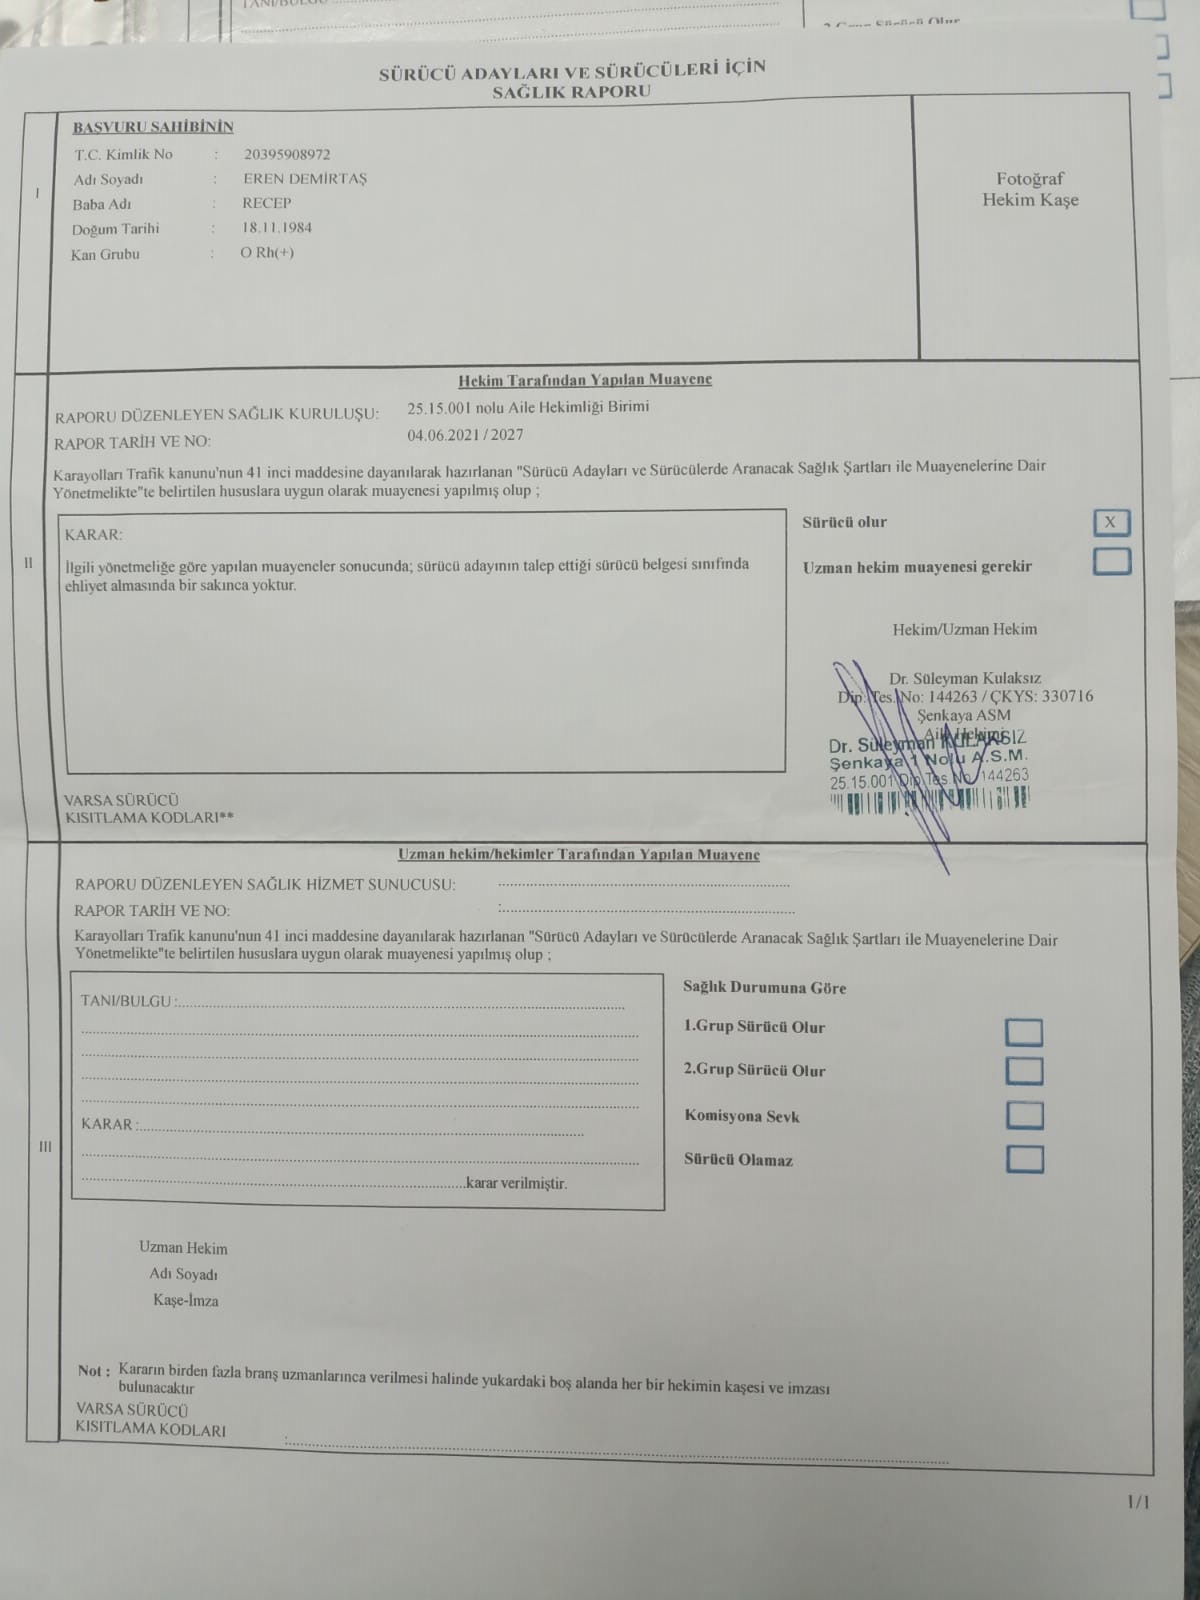 TANI/BULGU
Sürücü Olur
SÜRÜCÜ ADAYLARI VE SÜRÜCÜLERİ İÇİN
SAĞLIK RAPORU
I
BAŞVURU SAHİBİNİN
T.C. Kimlik No : 20395908972
Adı Soyadı : EREN DEMİRTAŞ
Baba Adı : RECEP
Doğum Tarihi : 18.11.1984
Kan Grubu : O Rh(+)
Fotoğraf
Hekim Kaşe
II
Hekim Tarafından Yapılan Muayene
RAPORU DÜZENLEYEN SAĞLIK KURULUŞU: 25.15.001 nolu Aile Hekimliği Birimi
RAPOR TARİH VE NO: 04.06.2021 / 2027
Karayolları Trafik kanunu'nun 41 inci maddesine dayanılarak hazırlanan "Sürücü Adayları ve Sürücülerde Aranacak Sağlık Şartları ile Muayenelerine Dair
Yönetmelikte"te belirtilen hususlara uygun olarak muayenesi yapılmış olup ;
KARAR:
İlgili yönetmeliğe göre yapılan muayeneler sonucunda; sürücü adayının talep ettiği sürücü belgesi sınıfında
ehliyet almasında bir sakınca yoktur.
Sürücü olur X
Uzman hekim muayenesi gerekir
Hekim/Uzman Hekim
Dr. Süleyman Kulaksız
Dip. Tes. No: 144263 / ÇKYS: 330716
Şenkaya ASM
Aile Hekimi
Dr. Süleyman KULAKSIZ
Şenkaya 1 Nolu A.S.M.
25.15.001 Dip.Tes.No 144263
VARSA SÜRÜCÜ
KISITLAMA KODLARI**
III
Uzman hekim/hekimler Tarafından Yapılan Muayene
RAPORU DÜZENLEYEN SAĞLIK HİZMET SUNUCUSU:
RAPOR TARİH VE NO: :
Karayolları Trafik kanunu'nun 41 inci maddesine dayanılarak hazırlanan "Sürücü Adayları ve Sürücülerde Aranacak Sağlık Şartları ile Muayenelerine Dair
Yönetmelikte"te belirtilen hususlara uygun olarak muayenesi yapılmış olup ;
TANI/BULGU :
KARAR :
karar verilmiştir.
Sağlık Durumuna Göre
1.Grup Sürücü Olur
2.Grup Sürücü Olur
Komisyona Sevk
Sürücü Olamaz
Uzman Hekim
Adı Soyadı
Kaşe-İmza
Not : Kararın birden fazla branş uzmanlarınca verilmesi halinde yukardaki boş alanda her bir hekimin kaşesi ve imzası
bulunacaktır
VARSA SÜRÜCÜ
KISITLAMA KODLARI :
1/1